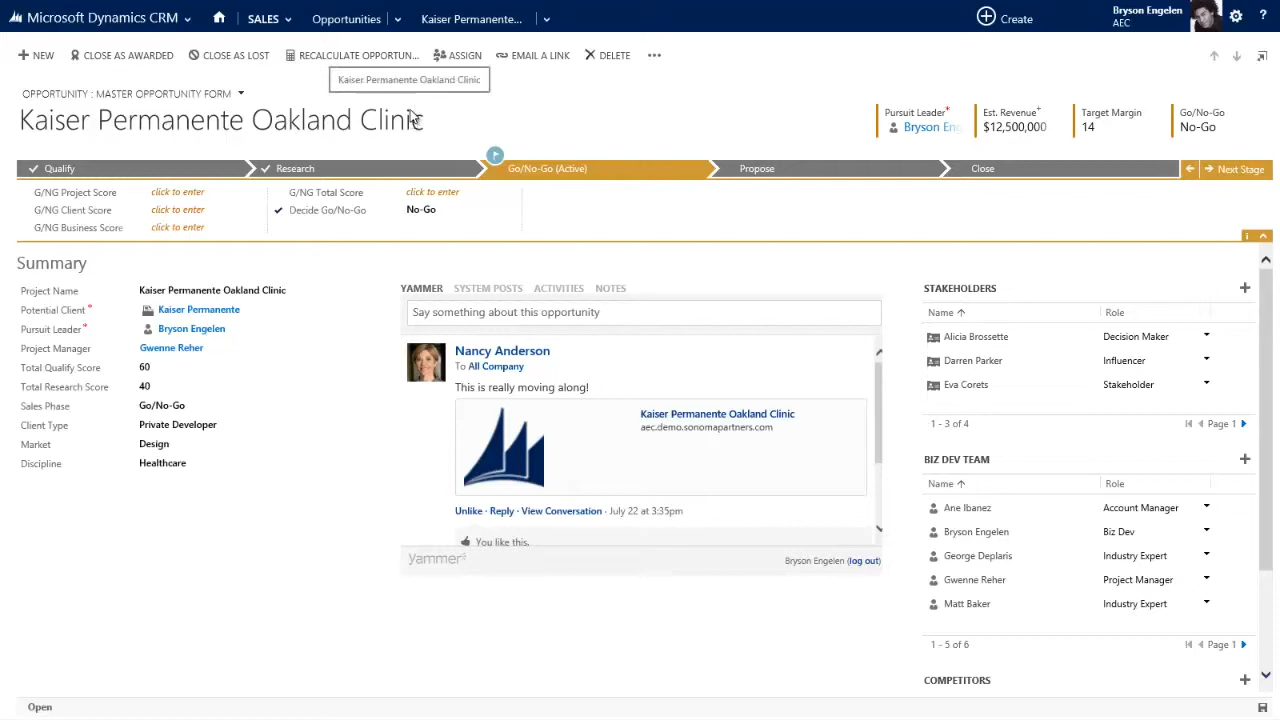 Microsoft Dynamics CRM
SALES
Opportunities
Kaiser Permanente...
Create
Bryson Engelen
AEC
?
NEW
CLOSE AS AWARDED
CLOSE AS LOST
RECALCULATE OPPORTUN...
ASSIGN
EMAIL A LINK
DELETE
...
Kaiser Permanente Oakland Clinic
OPPORTUNITY : MASTER OPPORTUNITY FORM
Kaiser Permanente Oakland Clinic
Pursuit Leader*
Bryson Eng
Est. Revenue+
$12,500,000
Target Margin
14
Go/No-Go
No-Go
Qualify
Research
Go/No-Go (Active)
Propose
Close
Next Stage
G/NG Project Score click to enter
G/NG Client Score click to enter
G/NG Business Score click to enter
G/NG Total Score click to enter
Decide Go/No-Go No-Go
Summary
Project Name Kaiser Permanente Oakland Clinic
Potential Client* Kaiser Permanente
Pursuit Leader* Bryson Engelen
Project Manager Gwenne Reher
Total Qualify Score 60
Total Research Score 40
Sales Phase Go/No-Go
Client Type Private Developer
Market Design
Discipline Healthcare
YAMMER SYSTEM POSTS ACTIVITIES NOTES
Say something about this opportunity
Nancy Anderson
To All Company
This is really moving along!
Kaiser Permanente Oakland Clinic
aec.demo.sonomapartners.com
Unlike · Reply · View Conversation · July 22 at 3:35pm
You like this.
yammer
Bryson Engelen (log out)
STAKEHOLDERS
Name Role
Alicia Brossette Decision Maker
Darren Parker Influencer
Eva Corets Stakeholder
1 - 3 of 4 Page 1
BIZ DEV TEAM
Name Role
Ane Ibanez Account Manager
Bryson Engelen Biz Dev
George Deplaris Industry Expert
Gwenne Reher Project Manager
Matt Baker Industry Expert
1 - 5 of 6 Page 1
COMPETITORS
Open